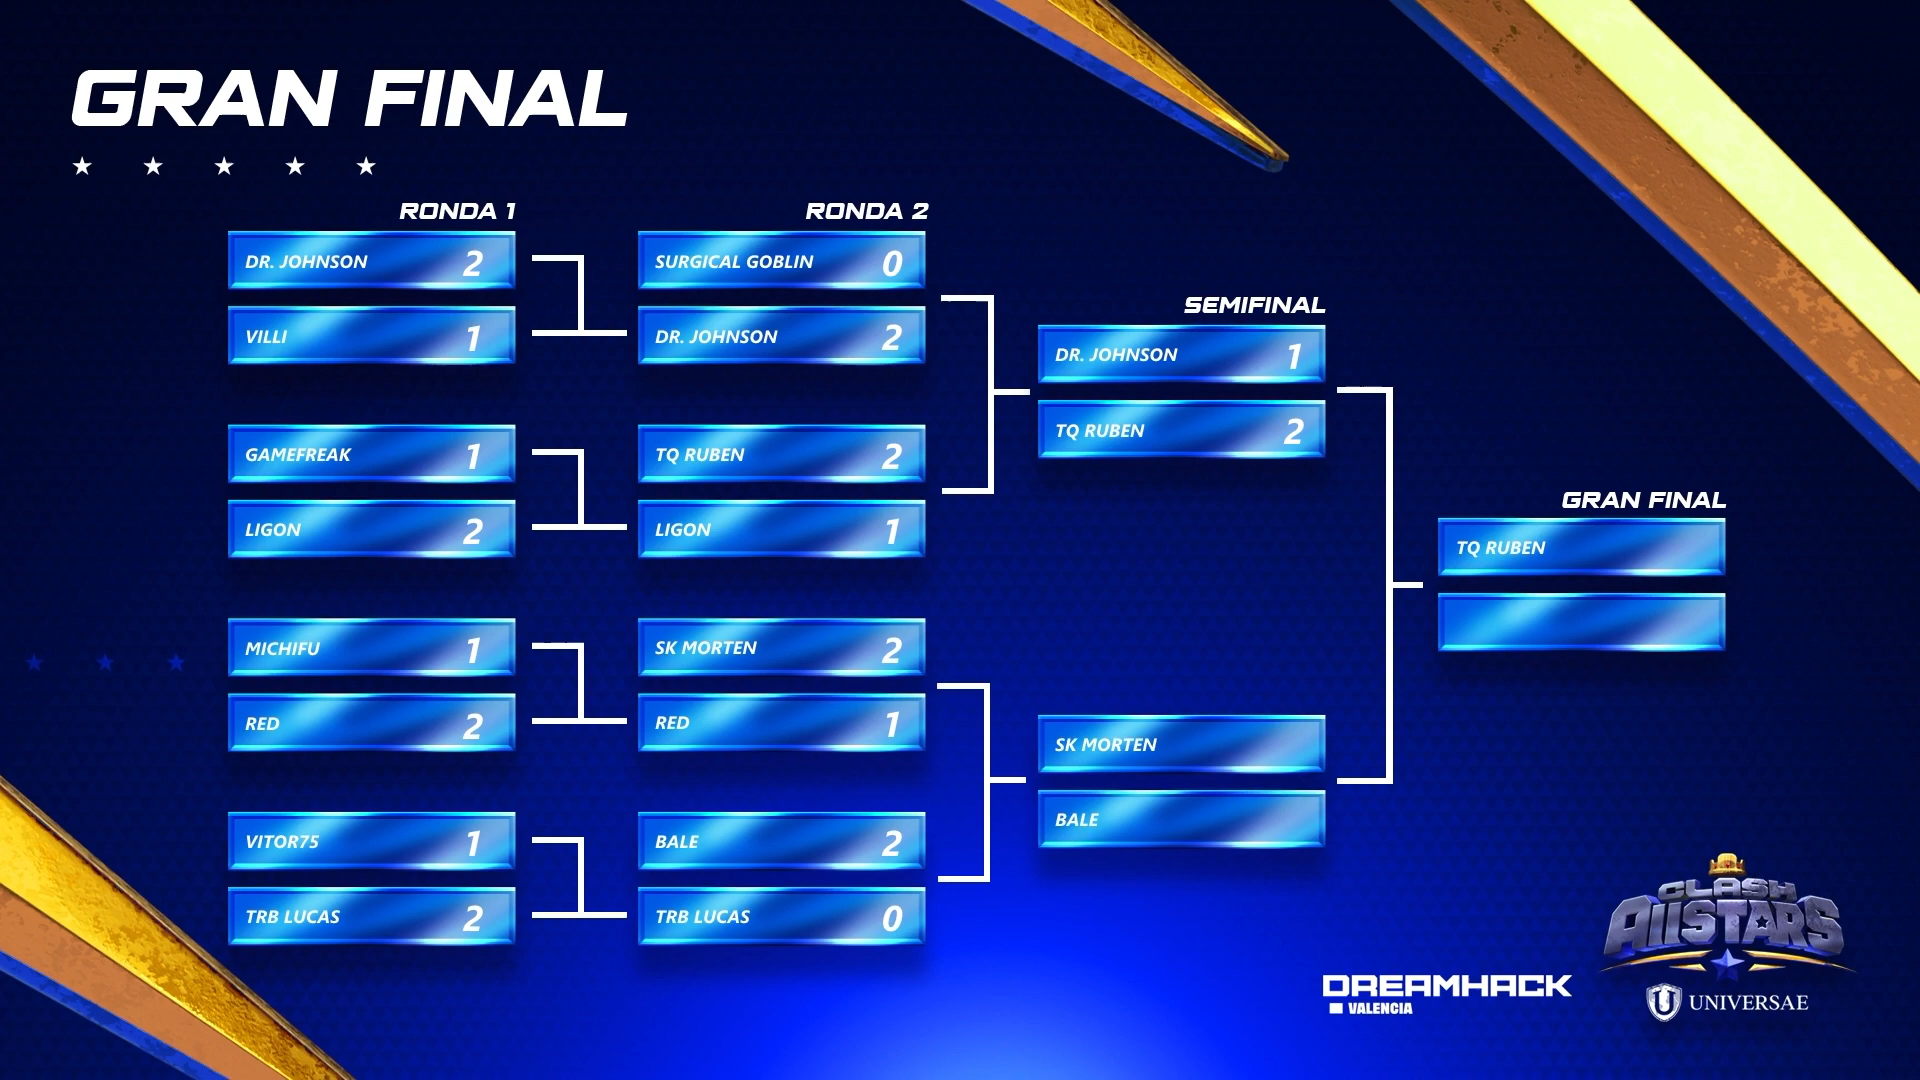 GRAN FINAL
RONDA 1
DR. JOHNSON 2
VILLI 1
GAMEFREAK 1
LIGON 2
MICHIFU 1
RED 2
VITOR75 1
TRB LUCAS 2
RONDA 2
SURGICAL GOBLIN 0
DR. JOHNSON 2
TQ RUBEN 2
LIGON 1
SK MORTEN 2
RED 1
BALE 2
TRB LUCAS 0
SEMIFINAL
DR. JOHNSON 1
TQ RUBEN 2
SK MORTEN
BALE
GRAN FINAL
TQ RUBEN
DREAMHACK
VALENCIA
CLASH
ALLSTARS
UNIVERSAE